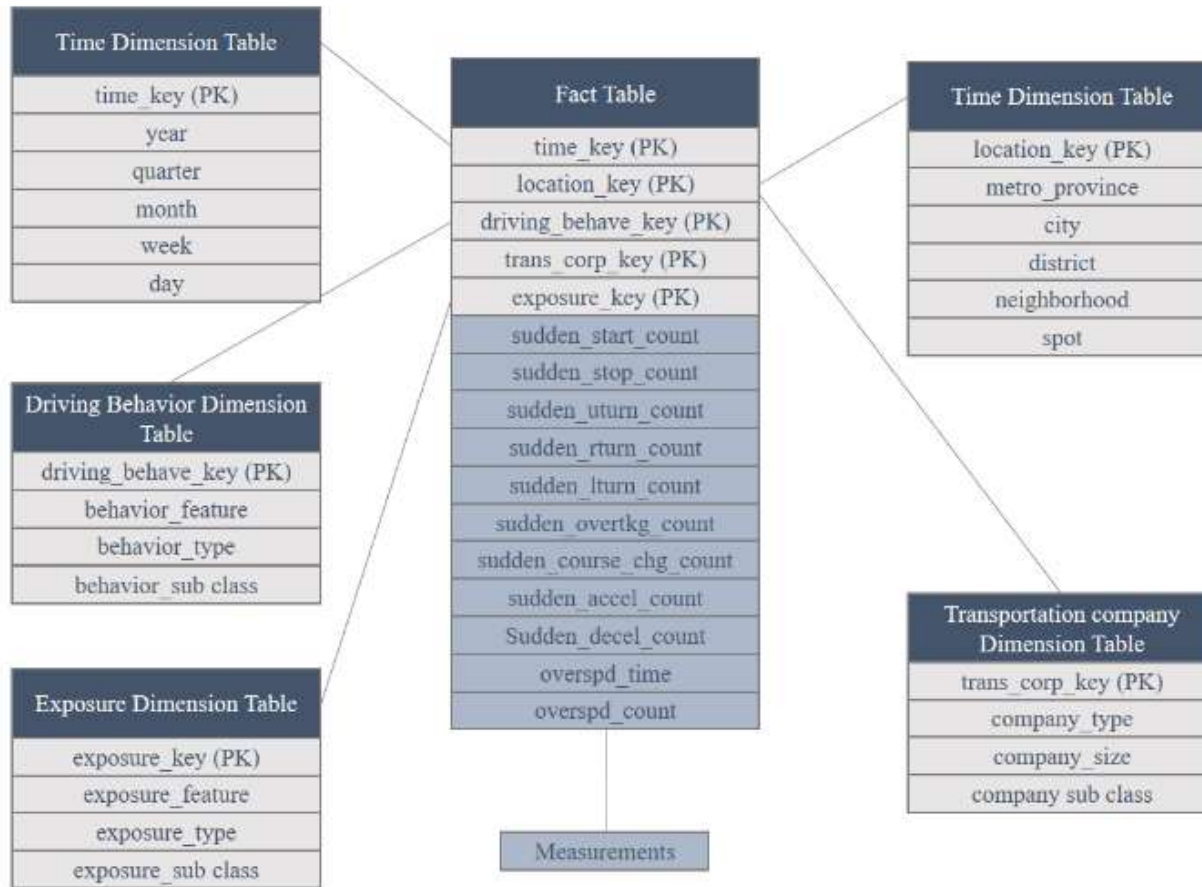 Time Dimension Table
time_key (PK)
year
quarter
month
week
day
Driving Behavior Dimension
Table
driving_behave_key (PK)
behavior_feature
behavior_type
behavior_sub class
Exposure Dimension Table
exposure_key (PK)
exposure_feature
exposure_type
exposure_sub class
Fact Table
time_key (PK)
location_key (PK)
driving_behave_key (PK)
trans_corp_key (PK)
exposure_key (PK)
sudden_start_count
sudden_stop_count
sudden_uturn_count
sudden_rturn_count
sudden_lturn_count
sudden_overtkg_count
sudden_course_chg_count
sudden_accel_count
Sudden_decel_count
overspd_time
overspd_count
Measurements
Time Dimension Table
location_key (PK)
metro_province
city
district
neighborhood
spot
Transportation company
Dimension Table
trans_corp_key (PK)
company_type
company_size
company sub class